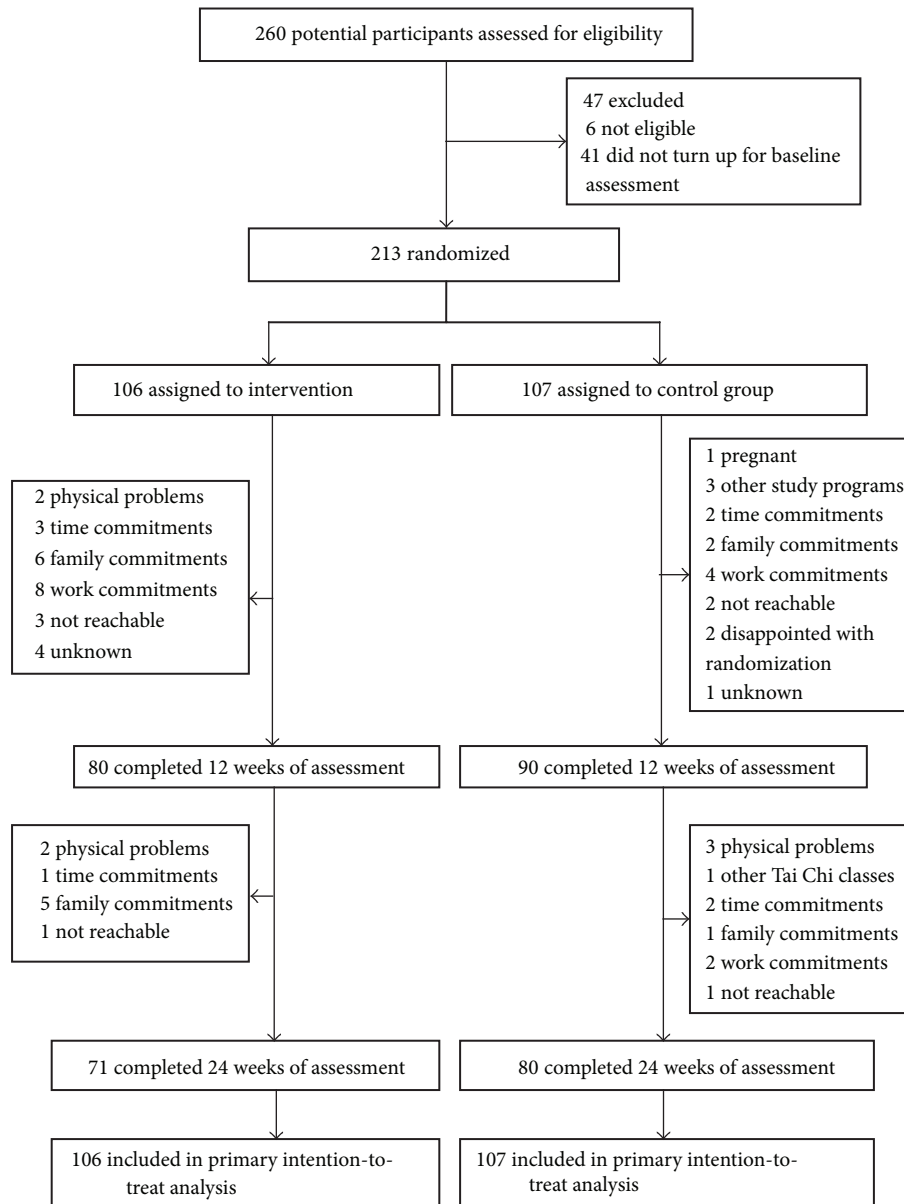 260 potential participants assessed for eligibility
47 excluded
6 not eligible
41 did not turn up for baseline
assessment
213 randomized
106 assigned to intervention
107 assigned to control group
2 physical problems
3 time commitments
6 family commitments
8 work commitments
3 not reachable
4 unknown
1 pregnant
3 other study programs
2 time commitments
2 family commitments
4 work commitments
2 not reachable
2 disappointed with
randomization
1 unknown
80 completed 12 weeks of assessment
90 completed 12 weeks of assessment
2 physical problems
1 time commitments
5 family commitments
1 not reachable
3 physical problems
1 other Tai Chi classes
2 time commitments
1 family commitments
2 work commitments
1 not reachable
71 completed 24 weeks of assessment
80 completed 24 weeks of assessment
106 included in primary intention-to-
treat analysis
107 included in primary intention-to-
treat analysis